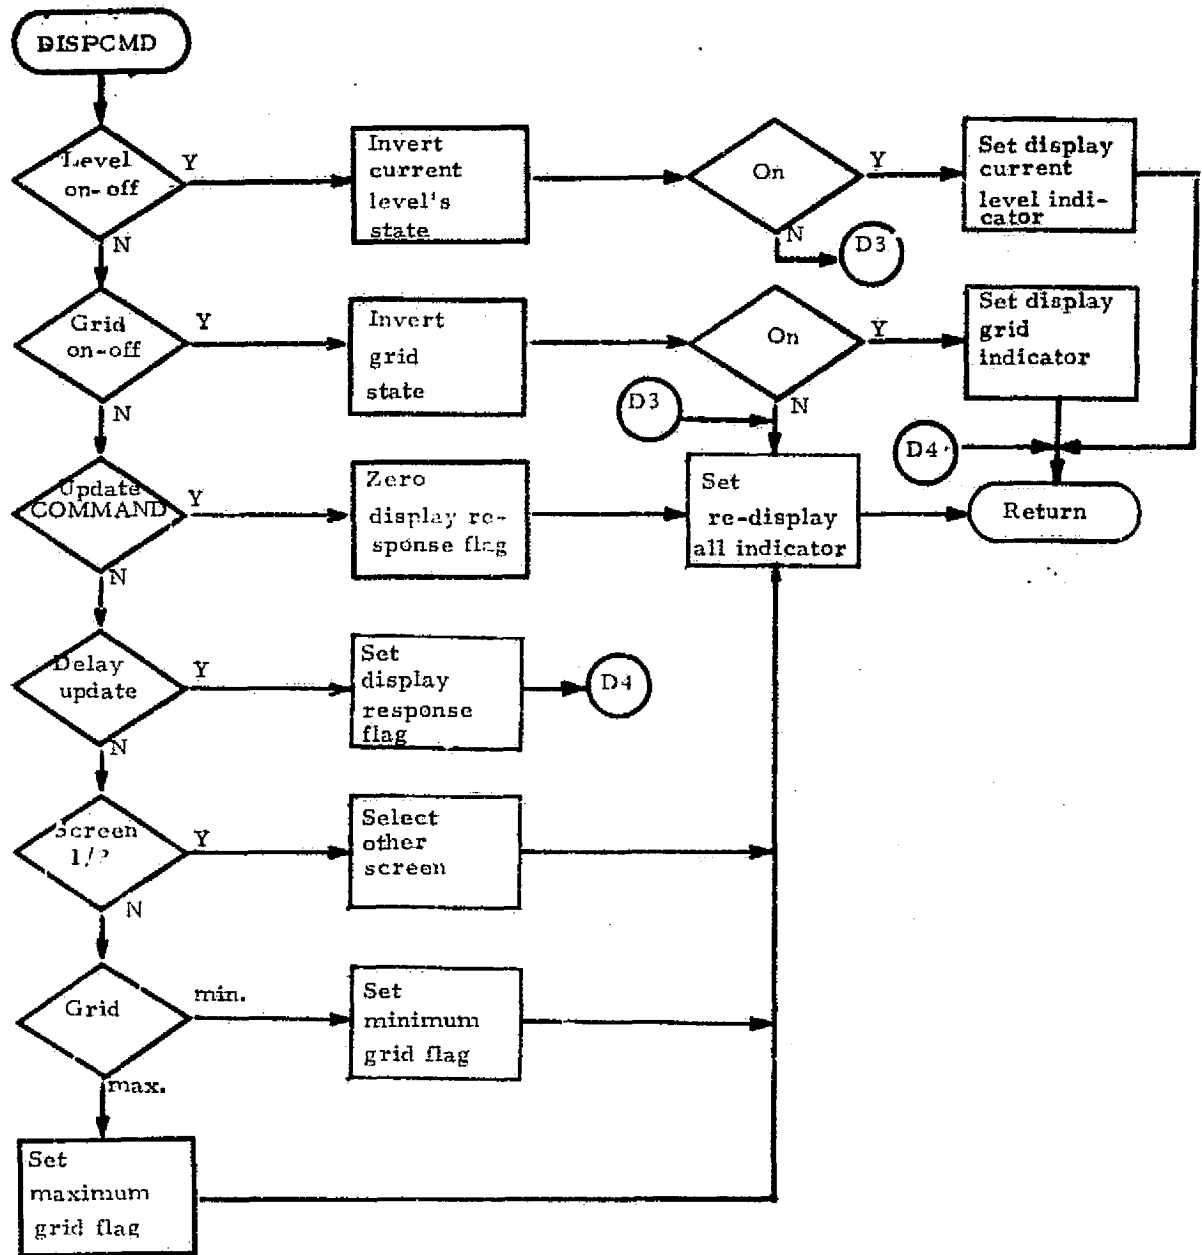 DISPCMD
Level
on-off
Y
N
Invert
current
level's
state
On
Y
N
D3
Set display
current
level indi-
cator
Grid
on-off
Y
N
Invert
grid
state
On
Y
N
Set display
grid
indicator
D3
D4
Update
COMMAND
Y
N
Zero
display re-
sponse flag
Set
re-display
all indicator
Return
Delay
update
Y
N
Set
display
response
flag
D4
Screen
Y
N
Select
other
screen
Grid
min.
max.
Set
minimum
grid flag
Set
maximum
grid flag